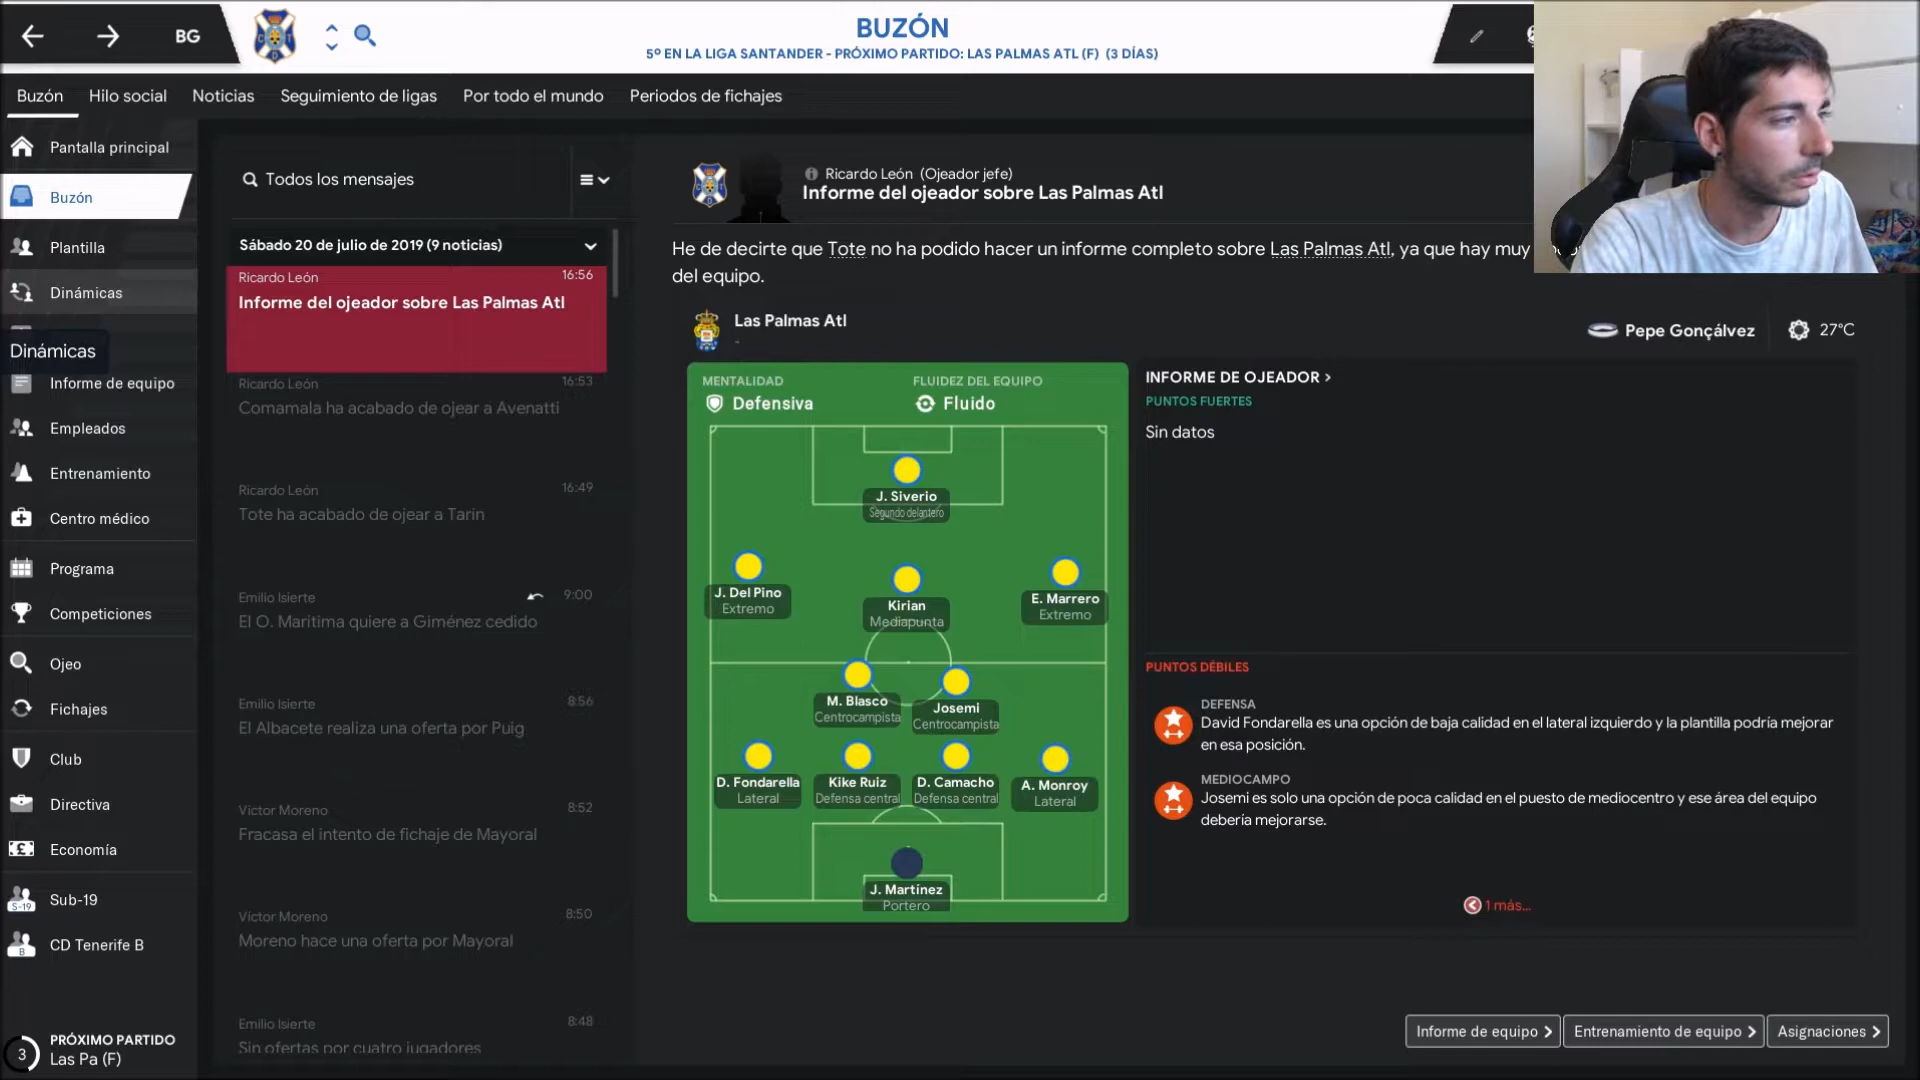 BG
BUZÓN
5º EN LA LIGA SANTANDER - PRÓXIMO PARTIDO: LAS PALMAS ATL (F) (3 DÍAS)
Buzón
Hilo social
Noticias
Seguimiento de ligas
Por todo el mundo
Periodos de fichajes
Pantalla principal
Buzón
Plantilla
Dinámicas
Dinámicas
Informe de equipo
Empleados
Entrenamiento
Centro médico
Programa
Competiciones
Ojeo
Fichajes
Club
Directiva
Economía
S-19
Sub-19
B
CD Tenerife B
3
PRÓXIMO PARTIDO
Las Pa (F)
Todos los mensajes
Sábado 20 de julio de 2019 (9 noticias)
Ricardo León 16:56
Informe del ojeador sobre Las Palmas Atl
Ricardo León 16:53
Comamala ha acabado de ojear a Avenatti
Ricardo León 16:49
Tote ha acabado de ojear a Tarín
Emilio Isierte 9:00
El O. Marítima quiere a Giménez cedido
Emilio Isierte 8:56
El Albacete realiza una oferta por Puig
Víctor Moreno 8:52
Fracasa el intento de fichaje de Mayoral
Víctor Moreno 8:50
Moreno hace una oferta por Mayoral
Emilio Isierte 8:48
Sin ofertas por cuatro jugadores
Ricardo León (Ojeador jefe)
Informe del ojeador sobre Las Palmas Atl
He de decirte que Tote no ha podido hacer un informe completo sobre Las Palmas Atl, ya que hay muy
del equipo.
Las Palmas Atl
-
Pepe Gonçálvez
27°C
MENTALIDAD
Defensiva
FLUIDEZ DEL EQUIPO
Fluido
J. Siverio
Segundo delantero
J. Del Pino
Extremo
Kirian
Mediapunta
E. Marrero
Extremo
M. Blasco
Centrocampista
Josemi
Centrocampista
D. Fondarella
Lateral
Kike Ruiz
Defensa central
D. Camacho
Defensa central
A. Monroy
Lateral
J. Martínez
Portero
INFORME DE OJEADOR >
PUNTOS FUERTES
Sin datos
PUNTOS DÉBILES
DEFENSA
David Fondarella es una opción de baja calidad en el lateral izquierdo y la plantilla podría mejorar
en esa posición.
MEDIOCAMPO
Josemi es solo una opción de poca calidad en el puesto de mediocentro y ese área del equipo
debería mejorarse.
1 más...
Informe de equipo >
Entrenamiento de equipo >
Asignaciones >